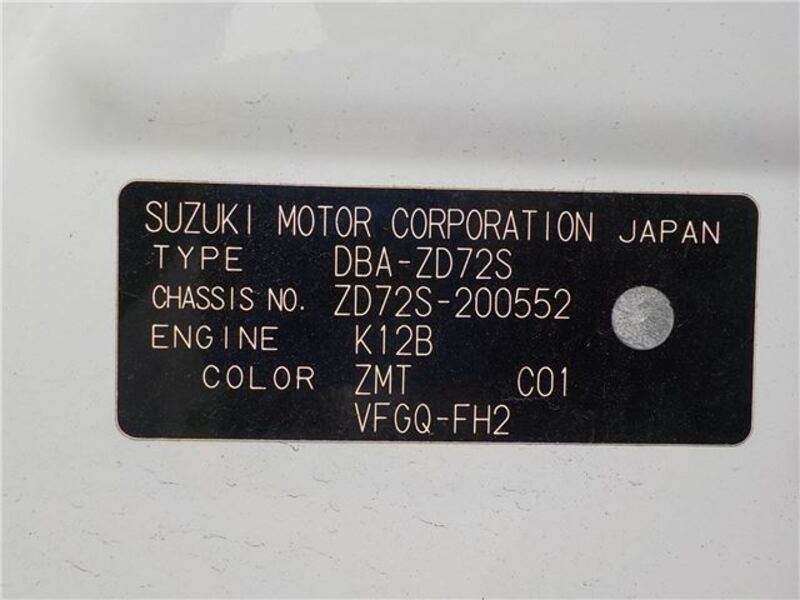 SUZUKI MOTOR CORPORATION JAPAN
TYPE DBA-ZD72S
CHASSIS NO. ZD72S-200552
ENGINE K12B
COLOR ZMT C01
VFGQ-FH2